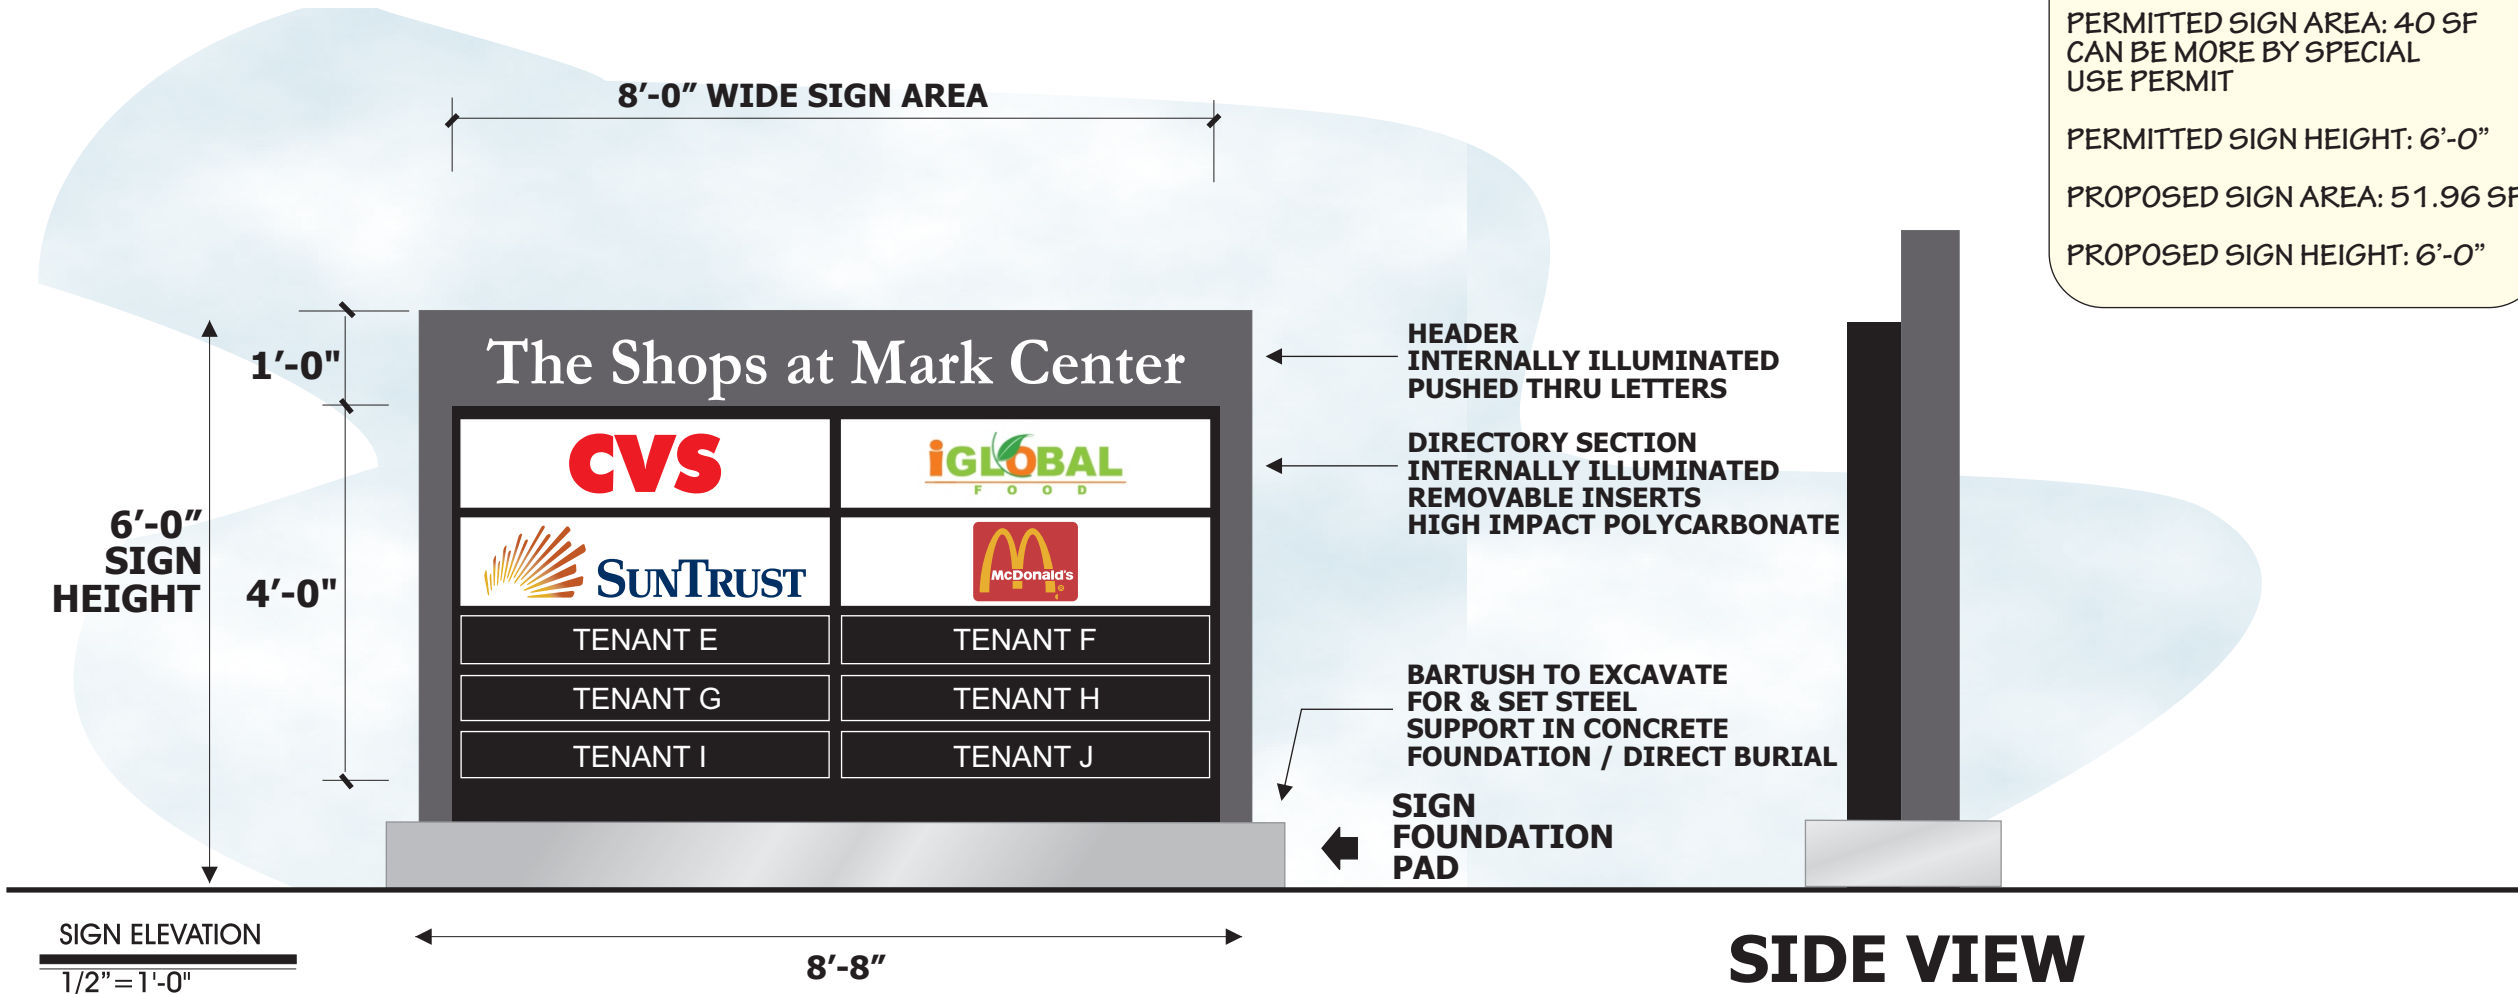 PERMITTED SIGN AREA: 40 SF
CAN BE MORE BY SPECIAL
USE PERMIT
PERMITTED SIGN HEIGHT: 6'-0"
PROPOSED SIGN AREA: 51.96 SF
PROPOSED SIGN HEIGHT: 6'-0"
8'-0" WIDE SIGN AREA
1'-0"
6'-0"
SIGN
HEIGHT
4'-0"
The Shops at Mark Center
CVS
iGLOBAL
FOOD
SUNTRUST
McDonald's
TENANT E
TENANT F
TENANT G
TENANT H
TENANT I
TENANT J
HEADER
INTERNALLY ILLUMINATED
PUSHED THRU LETTERS
DIRECTORY SECTION
INTERNALLY ILLUMINATED
REMOVABLE INSERTS
HIGH IMPACT POLYCARBONATE
BARTUSH TO EXCAVATE
FOR & SET STEEL
SUPPORT IN CONCRETE
FOUNDATION / DIRECT BURIAL
SIGN
FOUNDATION
PAD
SIGN ELEVATION
1/2"=1'-0"
8'-8"
SIDE VIEW